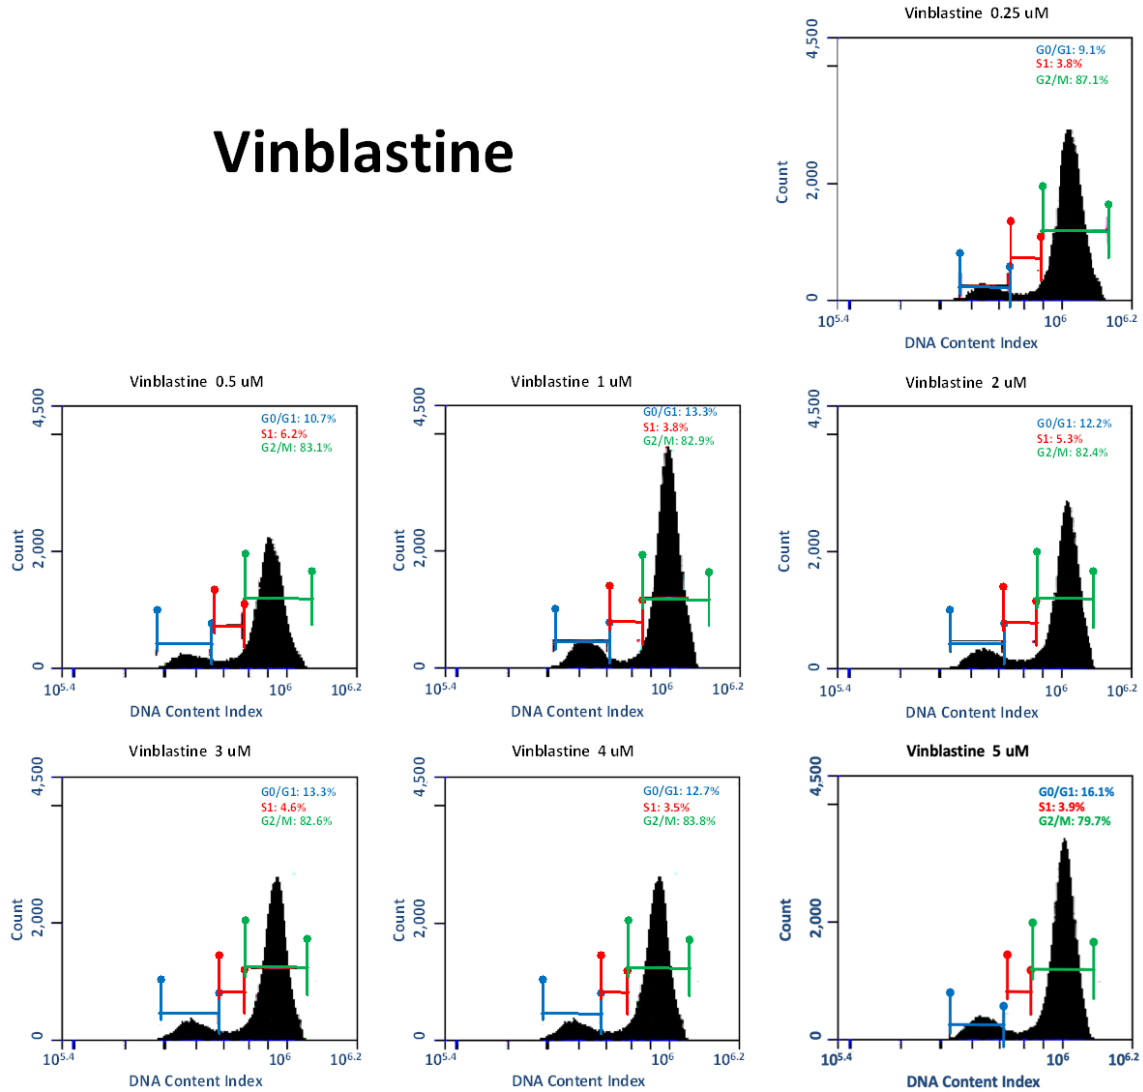 Vinblastine 0.25 uM
4,500
G0/G1: 9.1%
S1: 3.8%
G2/M: 87.1%
Vinblastine
Count
2,000
0
10^5.4
10^6
10^6.2
DNA Content Index
Vinblastine 0.5 uM
4,500
G0/G1: 10.7%
S1: 6.2%
G2/M: 83.1%
Count
2,000
0
10^5.4
10^6
10^6.2
DNA Content Index
Vinblastine 1 uM
4,500
G0/G1: 13.3%
S1: 3.8%
G2/M: 82.9%
Count
2,000
0
10^5.4
10^6
10^6.2
DNA Content Index
Vinblastine 2 uM
4,500
G0/G1: 12.2%
S1: 5.3%
G2/M: 82.4%
Count
2,000
0
10^5.4
10^6
10^6.2
DNA Content Index
Vinblastine 3 uM
4,500
G0/G1: 13.3%
S1: 4.6%
G2/M: 82.6%
Count
2,000
0
10^5.4
10^6
10^6.2
DNA Content Index
Vinblastine 4 uM
4,500
G0/G1: 12.7%
S1: 3.5%
G2/M: 83.8%
Count
2,000
0
10^5.4
10^6
10^6.2
DNA Content Index
Vinblastine 5 uM
4,500
G0/G1: 16.1%
S1: 3.9%
G2/M: 79.7%
Count
2,000
0
10^5.4
10^6
10^6.2
DNA Content Index